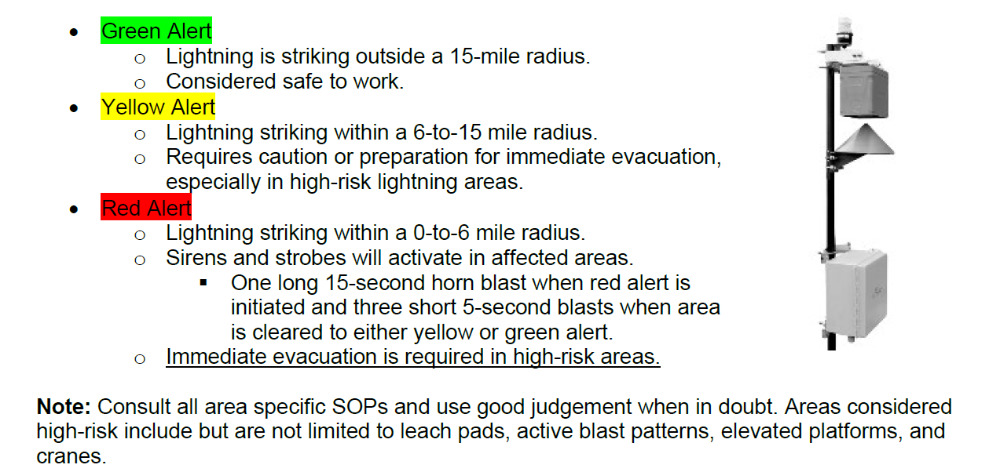 • Green Alert
o Lightning is striking outside a 15-mile radius.
o Considered safe to work.
• Yellow Alert
o Lightning striking within a 6-to-15 mile radius.
o Requires caution or preparation for immediate evacuation,
especially in high-risk lightning areas.
• Red Alert
o Lightning striking within a 0-to-6 mile radius.
o Sirens and strobes will activate in affected areas.
▪ One long 15-second horn blast when red alert is
initiated and three short 5-second blasts when area
is cleared to either yellow or green alert.
o Immediate evacuation is required in high-risk areas.
Note: Consult all area specific SOPs and use good judgement when in doubt. Areas considered
high-risk include but are not limited to leach pads, active blast patterns, elevated platforms, and
cranes.